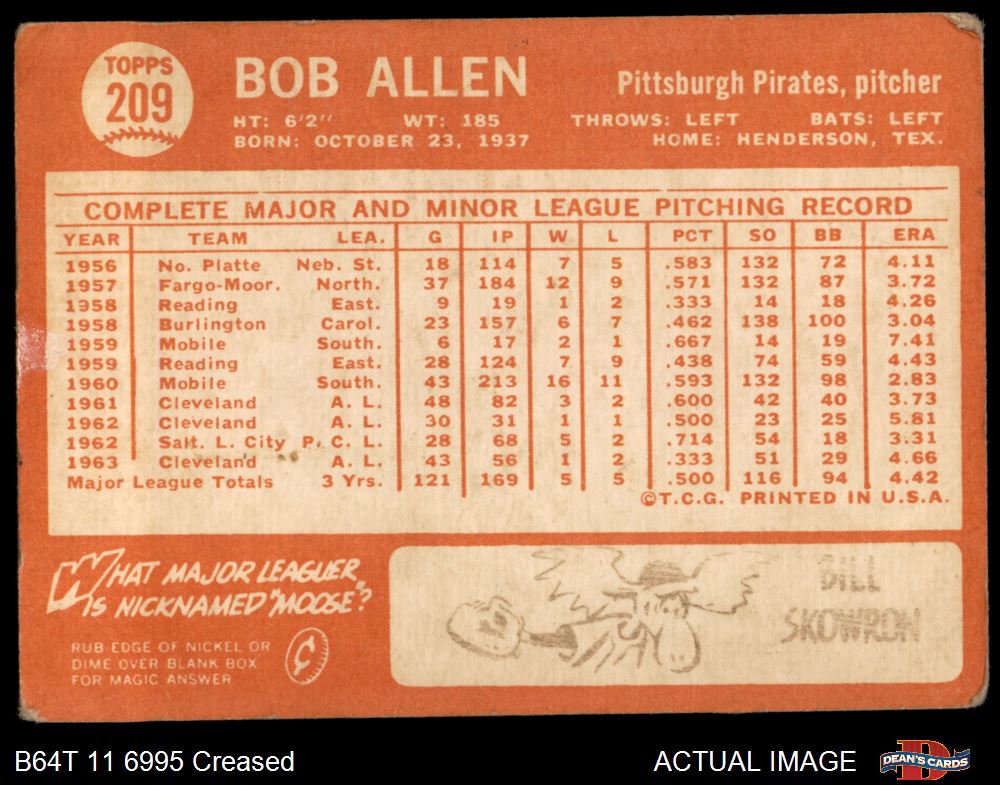 TOPPS
209
BOB ALLEN
Pittsburgh Pirates, pitcher
HT: 6'2" WT: 185
THROWS: LEFT BATS: LEFT
BORN: OCTOBER 23, 1937
HOME: HENDERSON, TEX.
COMPLETE MAJOR AND MINOR LEAGUE PITCHING RECORD
YEAR TEAM LEA. G IP W L PCT SO BB ERA
1956 No. Platte Neb. St. 18 114 7 5 .583 132 72 4.11
1957 Fargo-Moor. North. 37 184 12 9 .571 132 87 3.72
1958 Reading East. 9 19 1 2 .333 14 18 4.26
1958 Burlington Carol. 23 157 6 7 .462 138 100 3.04
1959 Mobile South. 6 17 2 1 .667 14 19 7.41
1959 Reading East. 28 124 7 9 .438 74 59 4.43
1960 Mobile South. 43 213 16 11 .593 132 98 2.83
1961 Cleveland A. L. 48 82 3 2 .600 42 40 3.73
1962 Cleveland A. L. 30 31 1 1 .500 23 25 5.81
1962 Salt. L. City P. C. L. 28 68 5 2 .714 54 18 3.31
1963 Cleveland A. L. 43 56 1 2 .333 51 29 4.66
Major League Totals 3 Yrs. 121 169 5 5 .500 116 94 4.42
©T.C.G. PRINTED IN U.S.A.
WHAT MAJOR LEAGUER
IS NICKNAMED "MOOSE"?
RUB EDGE OF NICKEL OR
DIME OVER BLANK BOX
FOR MAGIC ANSWER
¢
BILL
SKOWRON
B64T 11 6995 Creased
ACTUAL IMAGE
D
DEAN'S CARDS